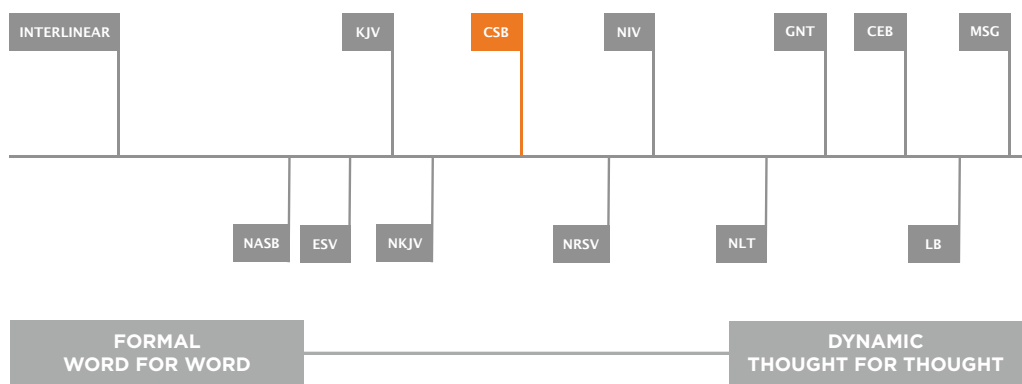 INTERLINEAR
KJV
CSB
NIV
GNT
CEB
MSG
NASB
ESV
NKJV
NRSV
NLT
LB
FORMAL
WORD FOR WORD
DYNAMIC
THOUGHT FOR THOUGHT